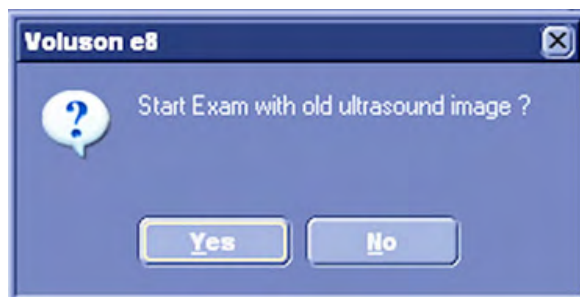 Voluson e8
?
Start Exam with old ultrasound image ?
Yes
No